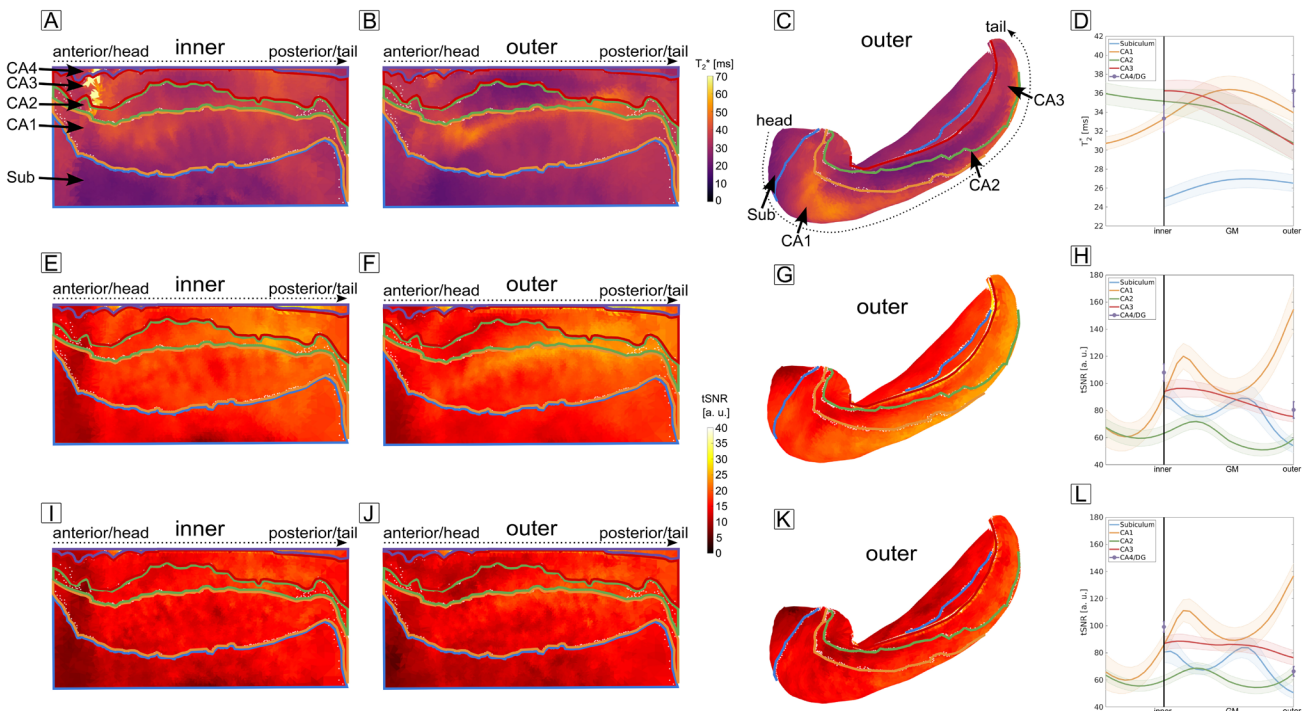 A
anterior/head inner posterior/tail
CA4
CA3
CA2
CA1
Sub
B
anterior/head outer posterior/tail
T2* [ms]
70
60
50
40
30
20
10
0
C
outer
tail
head
CA3
CA2
Sub
CA1
D
42
40
38
36
34
32
30
28
26
24
22
T2* [ms]
Subiculum
CA1
CA2
CA3
CA4/DG
inner GM outer
E
anterior/head inner posterior/tail
F
anterior/head outer posterior/tail
tSNR
[a. u.]
40
35
30
25
20
15
10
5
0
G
outer
H
180
160
140
120
100
80
60
40
tSNR [a. u.]
Subiculum
CA1
CA2
CA3
CA4/DG
inner GM outer
I
anterior/head inner posterior/tail
J
anterior/head outer posterior/tail
K
outer
L
180
160
140
120
100
80
60
40
tSNR [a. u.]
Subiculum
CA1
CA2
CA3
CA4/DG
inner GM outer